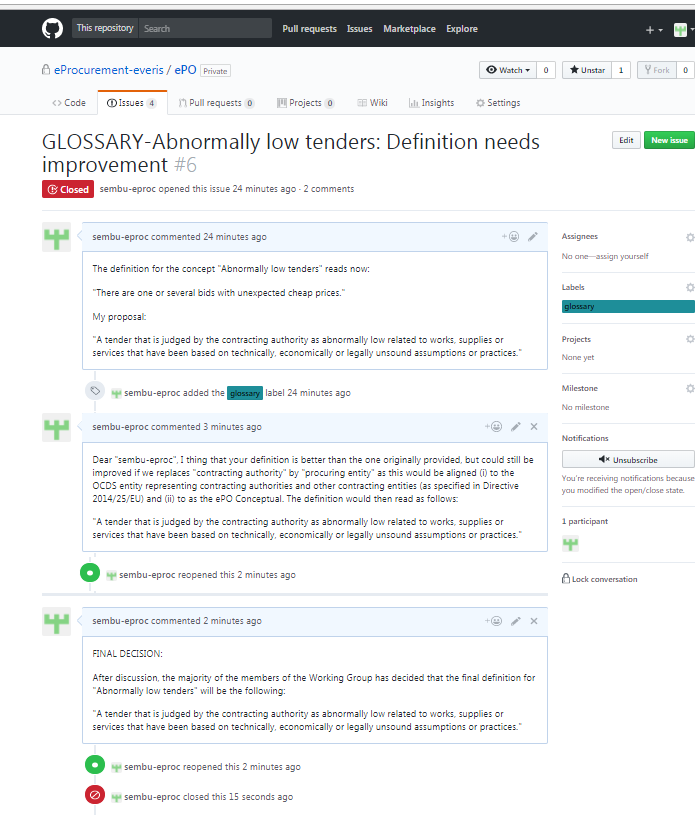 This repository Search Pull requests Issues Marketplace Explore
eProcurement-everis / ePO Private Watch 0 Unstar 1 Fork 0
Code Issues 4 Pull requests 0 Projects 0 Wiki Insights Settings
GLOSSARY-Abnormally low tenders: Definition needs
improvement #6
Edit New issue
Closed sembu-eproc opened this issue 24 minutes ago · 2 comments
sembu-eproc commented 24 minutes ago
The definition for the concept "Abnormally low tenders" reads now:
"There are one or several bids with unexpected cheap prices."
My proposal:
"A tender that is judged by the contracting authority as abnormally low related to works, supplies or
services that have been based on technically, economically or legally unsound assumptions or practices."
sembu-eproc added the glossary label 24 minutes ago
sembu-eproc commented 3 minutes ago
Dear "sembu-eproc", I thing that your definition is better than the one originally provided, but could still be
improved if we replaces "contracting authority" by "procuring entity" as this would be aligned (i) to the
OCDS entity representing contracting authorities and other contracting entities (as specified in Directive
2014/25/EU) and (ii) to as the ePO Conceptual. The definition would then read as follows:
"A tender that is judged by the contracting authority as abnormally low related to works, supplies or
services that have been based on technically, economically or legally unsound assumptions or practices."
sembu-eproc reopened this 2 minutes ago
sembu-eproc commented 2 minutes ago
FINAL DECISION:
After discussion, the majority of the members of the Working Group has decided that the final definition for
"Abnormally low tenders" will be the following:
"A tender that is judged by the contracting authority as abnormally low related to works, supplies or
services that have been based on technically, economically or legally unsound assumptions or practices."
sembu-eproc reopened this 2 minutes ago
sembu-eproc closed this 15 seconds ago
Assignees
No one—assign yourself
Labels
glossary
Projects
None yet
Milestone
No milestone
Notifications
Unsubscribe
You're receiving notifications because
you modified the open/close state.
1 participant
Lock conversation